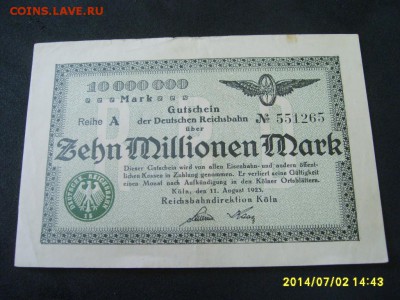 COINS.LAVE.RU
10 000 000
Mark
Gutschein
der Deutschen Reichsbahn
Reihe A über № 551265
Zehn Millionen Mark
Dieser Gutschein wird von allen Eisenbahn- und andern öffent-
lichen Kassen in Zahlung genommen. Er verliert seine Gültigkeit
einen Monat nach Aufkündigung in den Kölner Ortsblättern.
Köln, den 11. August 1923.
Reichsbahndirektion Köln
2014/07/02 14:43